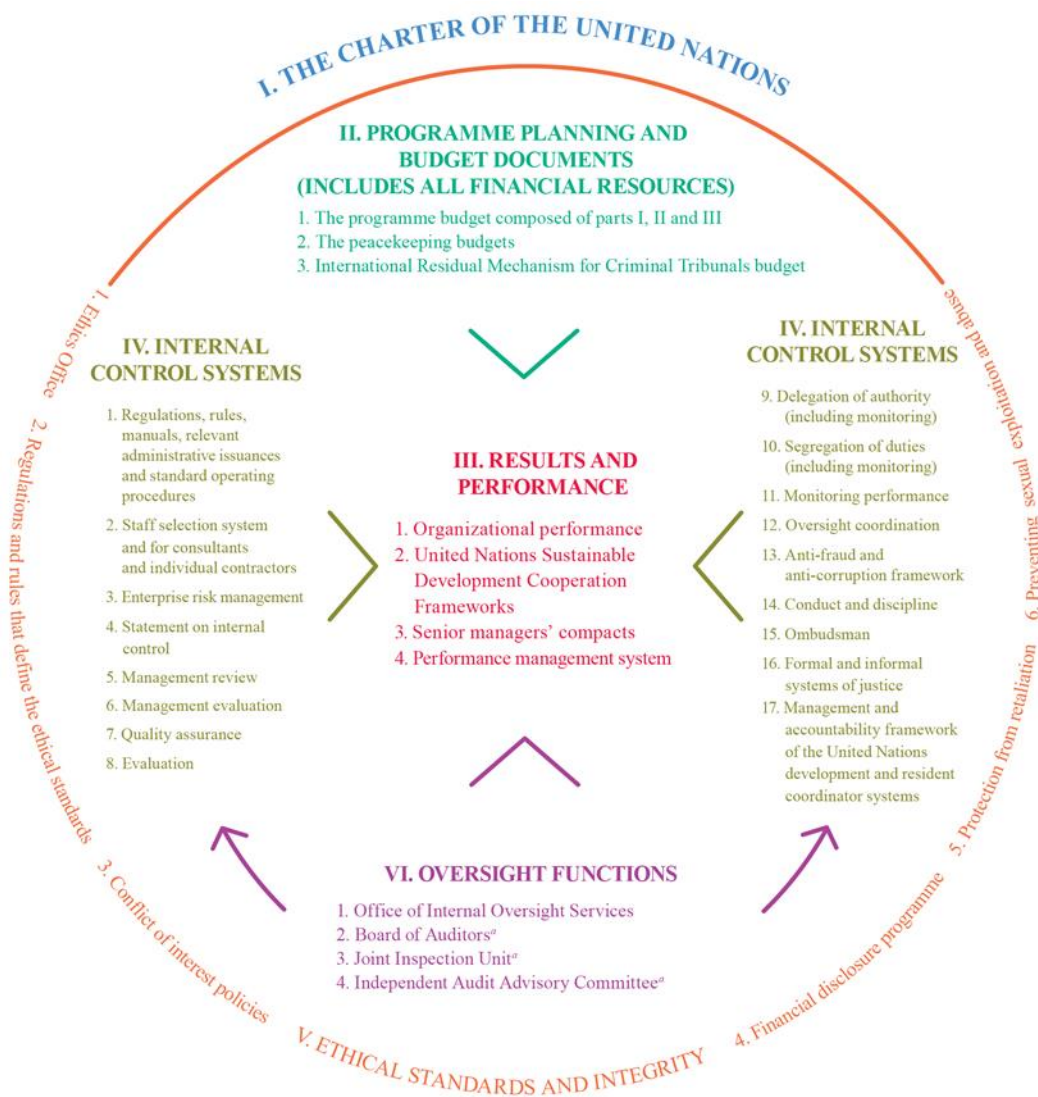 I. THE CHARTER OF THE UNITED NATIONS
II. PROGRAMME PLANNING AND
BUDGET DOCUMENTS
(INCLUDES ALL FINANCIAL RESOURCES)
1. The programme budget composed of parts I, II and III
2. The peacekeeping budgets
3. International Residual Mechanism for Criminal Tribunals budget
IV. INTERNAL
CONTROL SYSTEMS
1. Regulations, rules,
manuals, relevant
administrative issuances
and standard operating
procedures
2. Staff selection system
and for consultants
and individual contractors
3. Enterprise risk management
4. Statement on internal
control
5. Management review
6. Management evaluation
7. Quality assurance
8. Evaluation
III. RESULTS AND
PERFORMANCE
1. Organizational performance
2. United Nations Sustainable
Development Cooperation
Frameworks
3. Senior managers’ compacts
4. Performance management system
IV. INTERNAL
CONTROL SYSTEMS
9. Delegation of authority
(including monitoring)
10. Segregation of duties
(including monitoring)
11. Monitoring performance
12. Oversight coordination
13. Anti-fraud and
anti-corruption framework
14. Conduct and discipline
15. Ombudsman
16. Formal and informal
systems of justice
17. Management and
accountability framework
of the United Nations
development and resident
coordinator systems
VI. OVERSIGHT FUNCTIONS
1. Office of Internal Oversight Services
2. Board of Auditorsᵃ
3. Joint Inspection Unitᵃ
4. Independent Audit Advisory Committeeᵃ
V. ETHICAL STANDARDS AND INTEGRITY
1. Ethics Office
2. Regulations and rules that define the ethical standards
3. Conflict of interest policies
4. Financial disclosure programme
5. Protection from retaliation
6. Preventing sexual exploitation and abuse